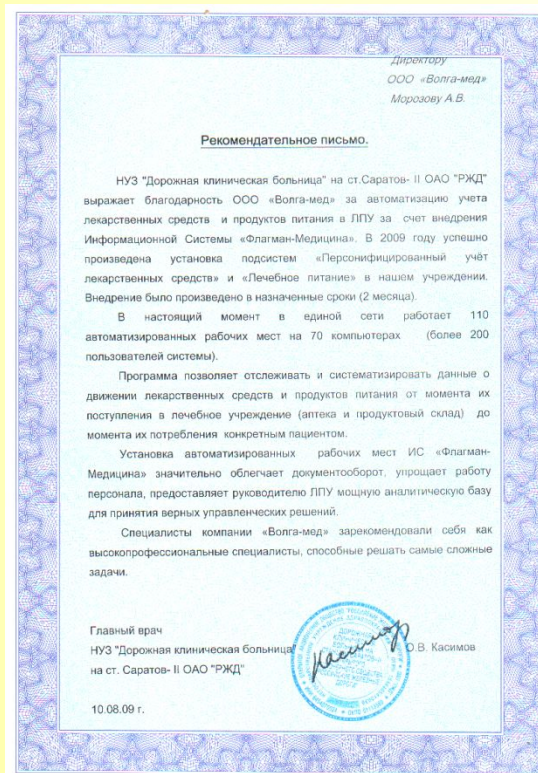 Директору
ООО «Волга-мед»
Морозову А.В.
Рекомендательное письмо.
НУЗ "Дорожная клиническая больница" на ст.Саратов- II ОАО "РЖД"
выражает благодарность ООО «Волга-мед» за автоматизацию учета
лекарственных средств и продуктов питания в ЛПУ за счет внедрения
Информационной Системы «Флагман-Медицина». В 2009 году успешно
произведена установка подсистем «Персонифицированный учёт
лекарственных средств» и «Лечебное питание» в нашем учреждении.
Внедрение было произведено в назначенные сроки (2 месяца).
В настоящий момент в единой сети работает 110
автоматизированных рабочих мест на 70 компьютерах (более 200
пользователей системы).
Программа позволяет отслеживать и систематизировать данные о
движении лекарственных средств и продуктов питания от момента их
поступления в лечебное учреждение (аптека и продуктовый склад) до
момента их потребления конкретным пациентом.
Установка автоматизированных рабочих мест ИС «Флагман-
Медицина» значительно облегчает документооборот, упрощает работу
персонала, предоставляет руководителю ЛПУ мощную аналитическую базу
для принятия верных управленческих решений.
Специалисты компании «Волга-мед» зарекомендовали себя как
высокопрофессиональные специалисты, способные решать самые сложные
задачи.
Главный врач
НУЗ "Дорожная клиническая больница" О.В. Касимов
на ст. Саратов- II ОАО "РЖД"
10.08.09 г.